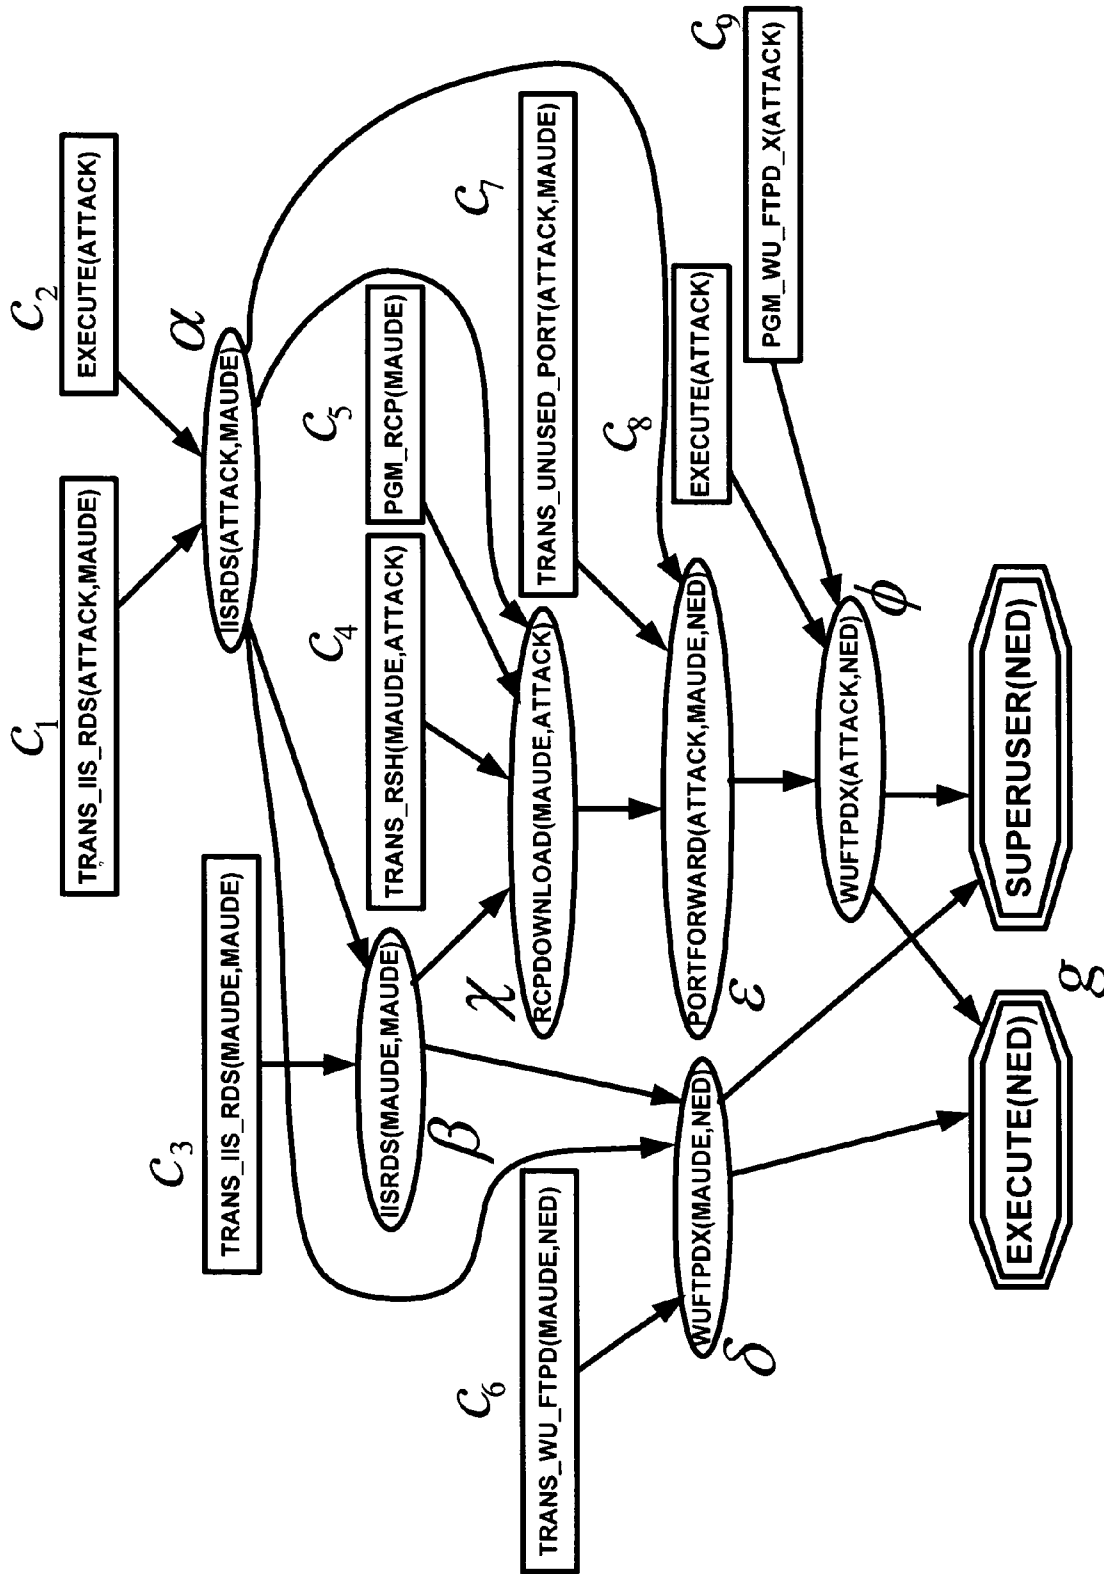 c1
TRANS_IIS_RDS(ATTACK,MAUDE)
c2
EXECUTE(ATTACK)
α
IISRDS(ATTACK,MAUDE)
c3
TRANS_IIS_RDS(MAUDE,MAUDE)
β
IISRDS(MAUDE,MAUDE)
c4
TRANS_RSH(MAUDE,ATTACK)
c5
PGM_RCP(MAUDE)
χ
RCPDOWNLOAD(MAUDE,ATTACK)
c6
TRANS_WU_FTPD(MAUDE,NED)
c7
TRANS_UNUSED_PORT(ATTACK,MAUDE)
δ
WUFTPDX(MAUDE,NED)
ε
PORTFORWARD(ATTACK,MAUDE,NED)
c8
EXECUTE(ATTACK)
c9
PGM_WU_FTPD_X(ATTACK)
WUFTPDX(ATTACK,NED)
ϕ
EXECUTE(NED)
SUPERUSER(NED)
g